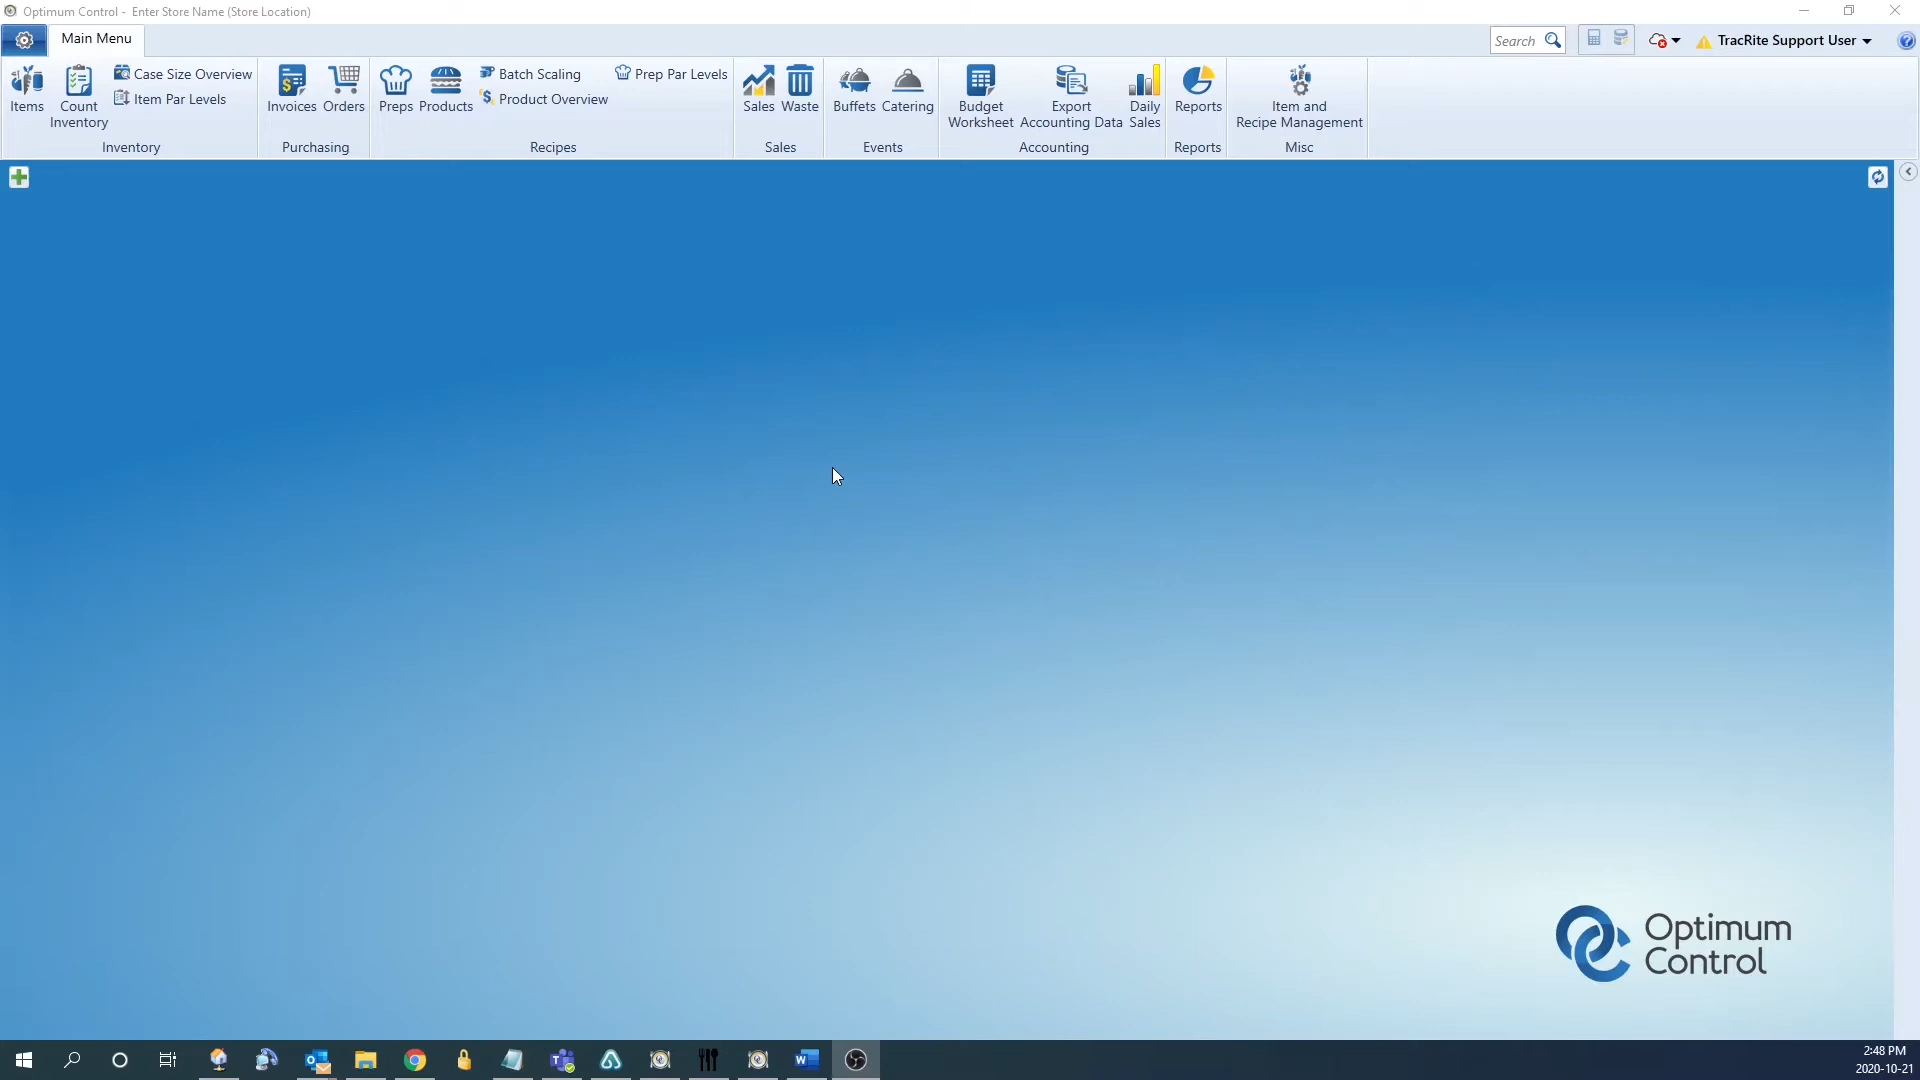 Optimum Control - Enter Store Name (Store Location)
Main Menu
Search
TracRite Support User
Items
Count Inventory
Case Size Overview
Item Par Levels
Inventory
Invoices
Orders
Purchasing
Preps
Products
Batch Scaling
Product Overview
Prep Par Levels
Recipes
Sales
Waste
Sales
Buffets
Catering
Events
Budget
Worksheet
Export
Accounting Data
Daily
Sales
Accounting
Reports
Reports
Item and
Recipe Management
Misc
Optimum
Control
2:48 PM
2020-10-21